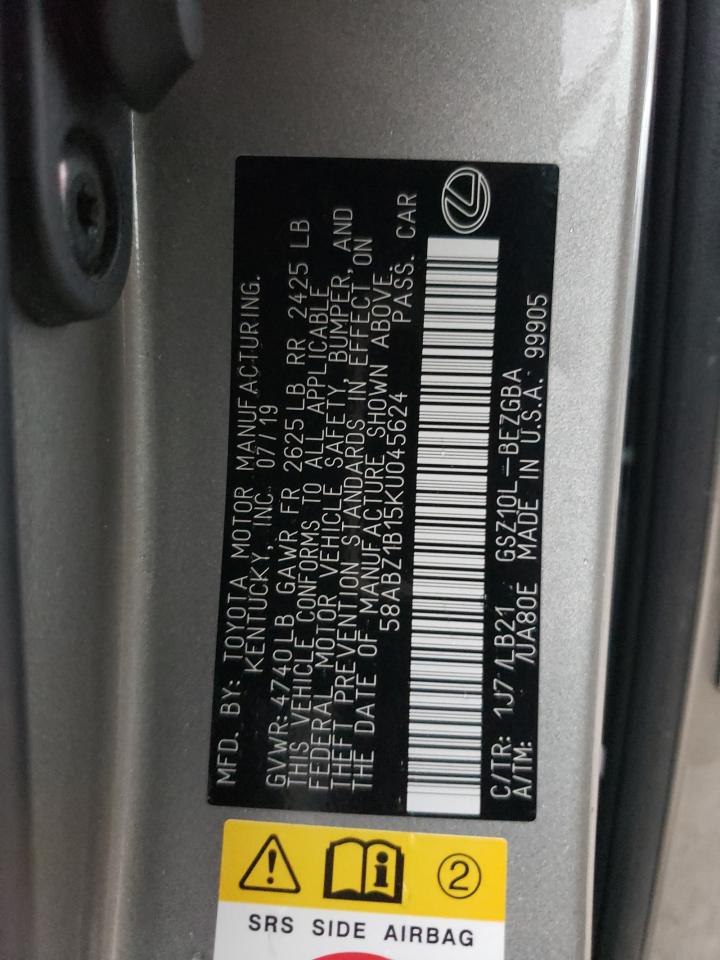 MFD. BY: TOYOTA MOTOR MANUFACTURING.
KENTUCKY, INC. 07/19
GVWR: 4740LB GAWR FR 2625 LB RR 2425 LB
THIS VEHICLE CONFORMS TO ALL APPLICABLE
FEDERAL MOTOR VEHICLE SAFETY, BUMPER, AND
THEFT PREVENTION STANDARDS IN EFFECT ON
THE DATE OF MANUFACTURE SHOWN ABOVE.
58ABZ1B15KU045624 PASS. CAR
C/TR: 1J7/LB21 GSZ10L-BEZGBA
A/TM: /UA80E MADE IN U.S.A. 99905
2
SRS SIDE AIRBAG